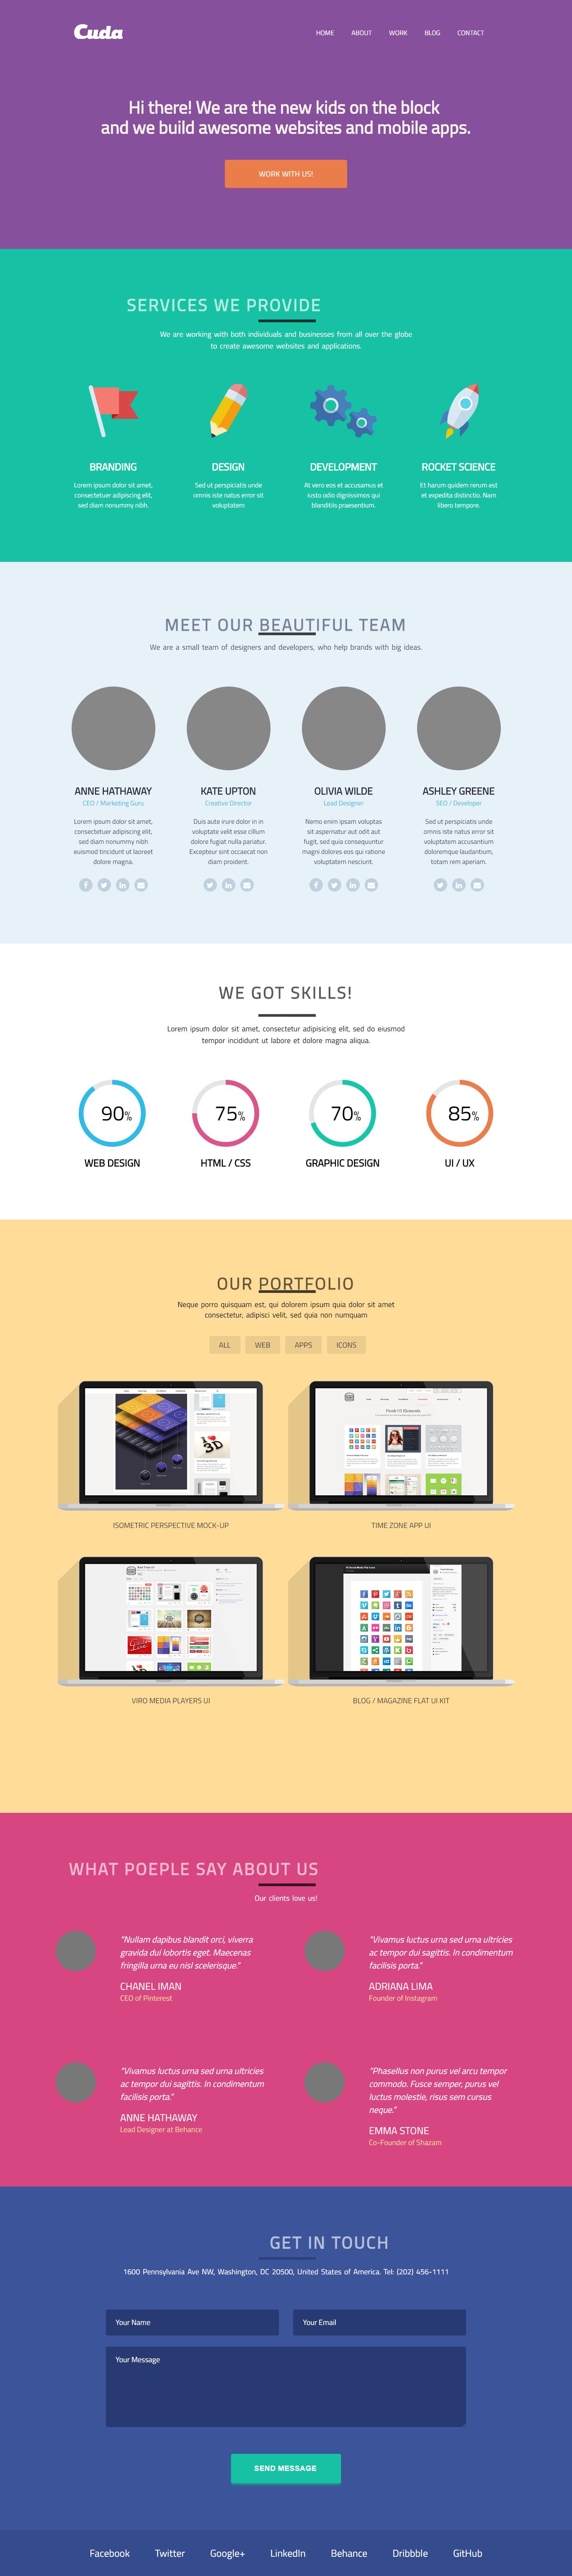 Cuda
HOME ABOUT WORK BLOG CONTACT
Hi there! We are the new kids on the block
and we build awesome websites and mobile apps.
WORK WITH US!
SERVICES WE PROVIDE
We are working with both individuals and businesses from all over the globe
to create awesome websites and applications.
BRANDING
Lorem ipsum dolor sit amet,
consectetuer adipiscing elit,
sed diam nonummy nibh.
DESIGN
Sed ut perspiciatis unde
omnis iste natus error sit
voluptatem
DEVELOPMENT
At vero eos et accusamus et
iusto odio dignissimos qui
blanditiis praesentium.
ROCKET SCIENCE
Et harum quidem rerum est
et expedita distinctio. Nam
libero tempore.
MEET OUR BEAUTIFUL TEAM
We are a small team of designers and developers, who help brands with big ideas.
ANNE HATHAWAY
CEO / Marketing Guru
Lorem ipsum dolor sit amet,
consectetuer adipiscing elit,
sed diam nonummy nibh
euismod tincidunt ut laoreet
dolore magna.
KATE UPTON
Creative Director
Duis aute irure dolor in in
voluptate velit esse cillum
dolore fugiat nulla pariatur.
Excepteur sint occaecat non
diam proident.
OLIVIA WILDE
Lead Designer
Nemo enim ipsam voluptas
sit aspernatur aut odit aut
fugit, sed quia consequuntur
magni dolores eos qui ratione
voluptatem nesciunt.
ASHLEY GREENE
SEO / Developer
Sed ut perspiciatis unde
omnis iste natus error sit
voluptatem accusantium
doloremque laudantium,
totam rem aperiam.
WE GOT SKILLS!
Lorem ipsum dolor sit amet, consectetur adipisicing elit, sed do eiusmod
tempor incididunt ut labore et dolore magna aliqua.
90%
WEB DESIGN
75%
HTML / CSS
70%
GRAPHIC DESIGN
85%
UI / UX
OUR PORTFOLIO
Neque porro quisquam est, qui dolorem ipsum quia dolor sit amet
consectetur, adipisci velit, sed quia non numquam
ALL WEB APPS ICONS
ISOMETRIC PERSPECTIVE MOCK-UP
TIME ZONE APP UI
VIRO MEDIA PLAYERS UI
BLOG / MAGAZINE FLAT UI KIT
WHAT POEPLE SAY ABOUT US
Our clients love us!
"Nullam dapibus blandit orci, viverra
gravida dui lobortis eget. Maecenas
fringilla urna eu nisl scelerisque."
CHANEL IMAN
CEO of Pinterest
"Vivamus luctus urna sed urna ultricies
ac tempor dui sagittis. In condimentum
facilisis porta."
ADRIANA LIMA
Founder of Instagram
"Vivamus luctus urna sed urna ultricies
ac tempor dui sagittis. In condimentum
facilisis porta."
ANNE HATHAWAY
Lead Designer at Behance
"Phasellus non purus vel arcu tempor
commodo. Fusce semper, purus vel
luctus molestie, risus sem cursus
neque."
EMMA STONE
Co-Founder of Shazam
GET IN TOUCH
1600 Pennsylvania Ave NW, Washington, DC 20500, United States of America. Tel: (202) 456-1111
Your Name
Your Email
Your Message
SEND MESSAGE
Facebook Twitter Google+ LinkedIn Behance Dribbble GitHub